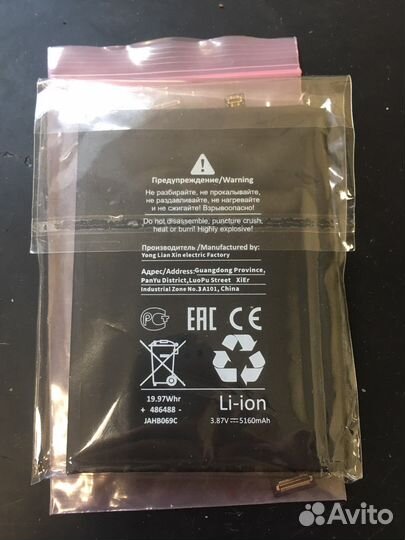 Предупреждение/Warning
Не разбирайте, не прокалывайте,
не раздавливайте, не нагревайте
и не сжигайте! Взрывоопасно!
Do not disassemble, puncture crush,
heat or burn! Highly explosive!
Производитель /Manufactured by:
Yong Lian Xin electric Factory
Адрес/Address:Guangdong Province,
PanYu District,LuoPu Street XiEr
Industrial Zone No.3 A101, China
РСТ EAC CE
19.97Whr
+ 486488 -
JAHB069C
Li-ion
3.87V ⎓ 5160mAh
Avito